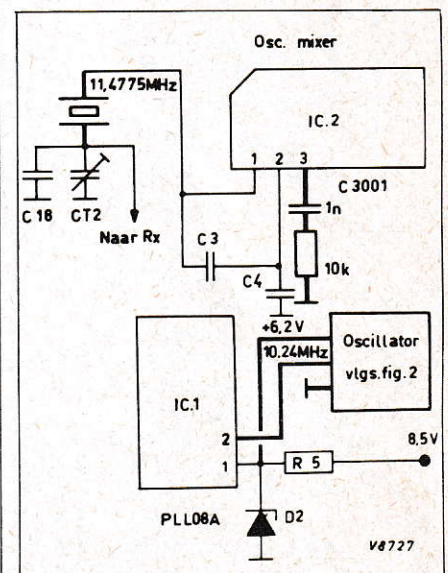 Osc. mixer
11,4775MHz
IC.2
1 2 3
C 3001
1n
C 18
CT2
Naar Rx
C 3
10k
C4
+6,2 V
10.24MHz
Oscillator
vlgs.fig.2
IC.1
2
8,5V
1
R 5
PLL08A
D2
V8727